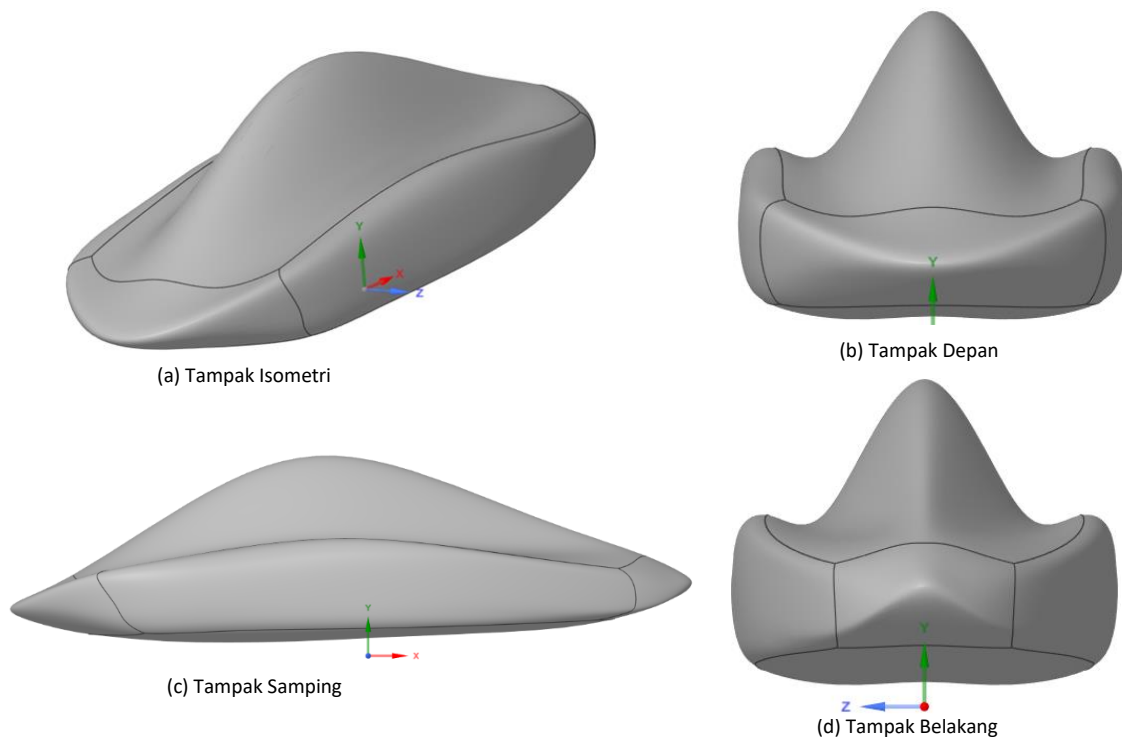 Y
X
Z
(a) Tampak Isometri
Y
(b) Tampak Depan
Y
X
(c) Tampak Samping
Y
Z
(d) Tampak Belakang